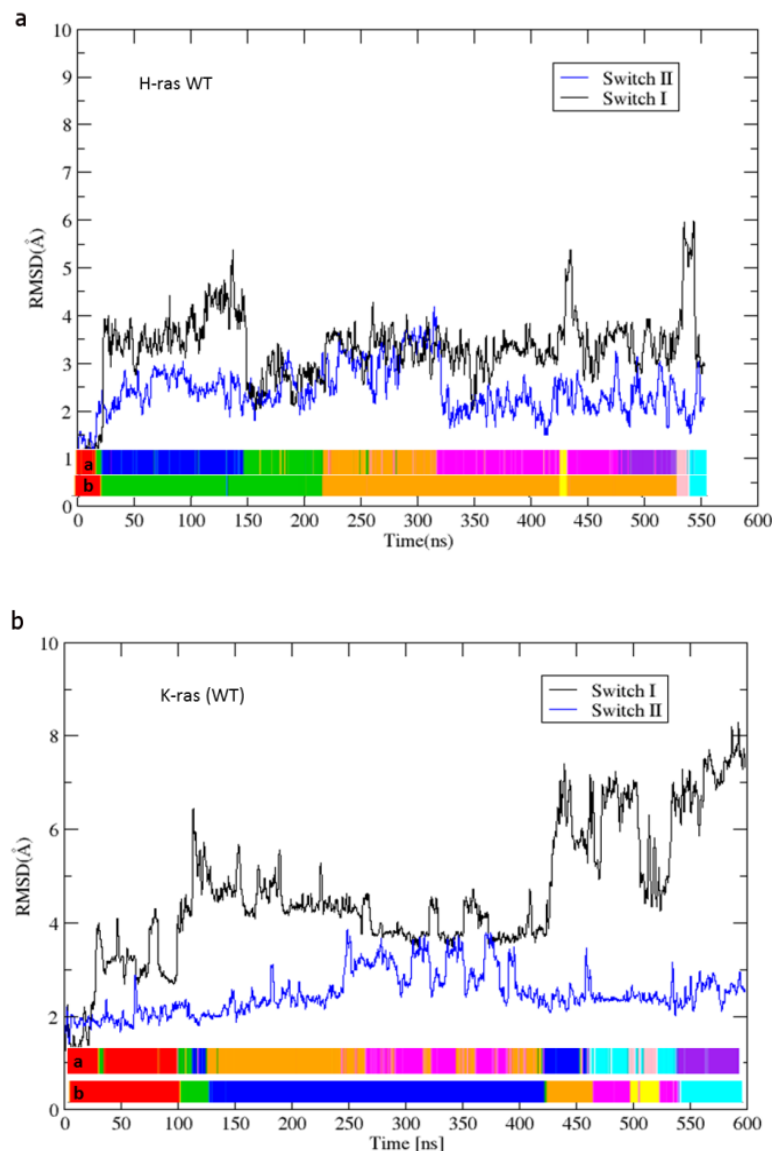 a
10
9
8
7
6
5
4
3
2
1
0
RMSD(Å)
H-ras WT
Switch II
Switch I
a
b
0 50 100 150 200 250 300 350 400 450 500 550 600
Time(ns)
b
10
8
6
4
2
0
RMSD(Å)
K-ras (WT)
Switch I
Switch II
a
b
0 50 100 150 200 250 300 350 400 450 500 550 600
Time [ns]